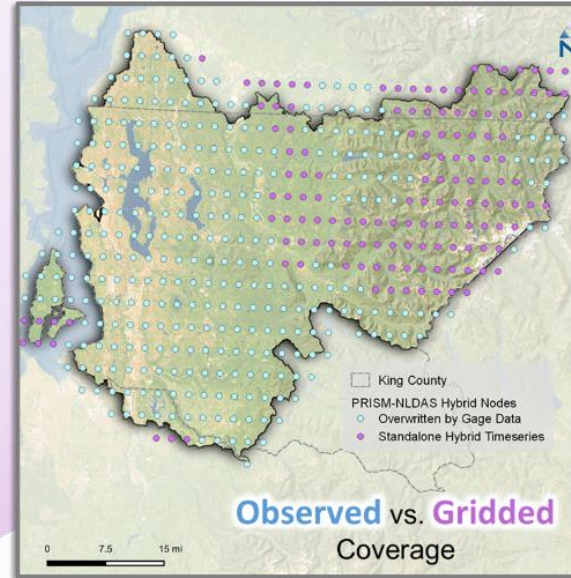 N
King County
PRISM-NLDAS Hybrid Nodes
Overwritten by Gage Data
Standalone Hybrid Timeseries
Observed vs. Gridded
Coverage
0 7.5 15 mi